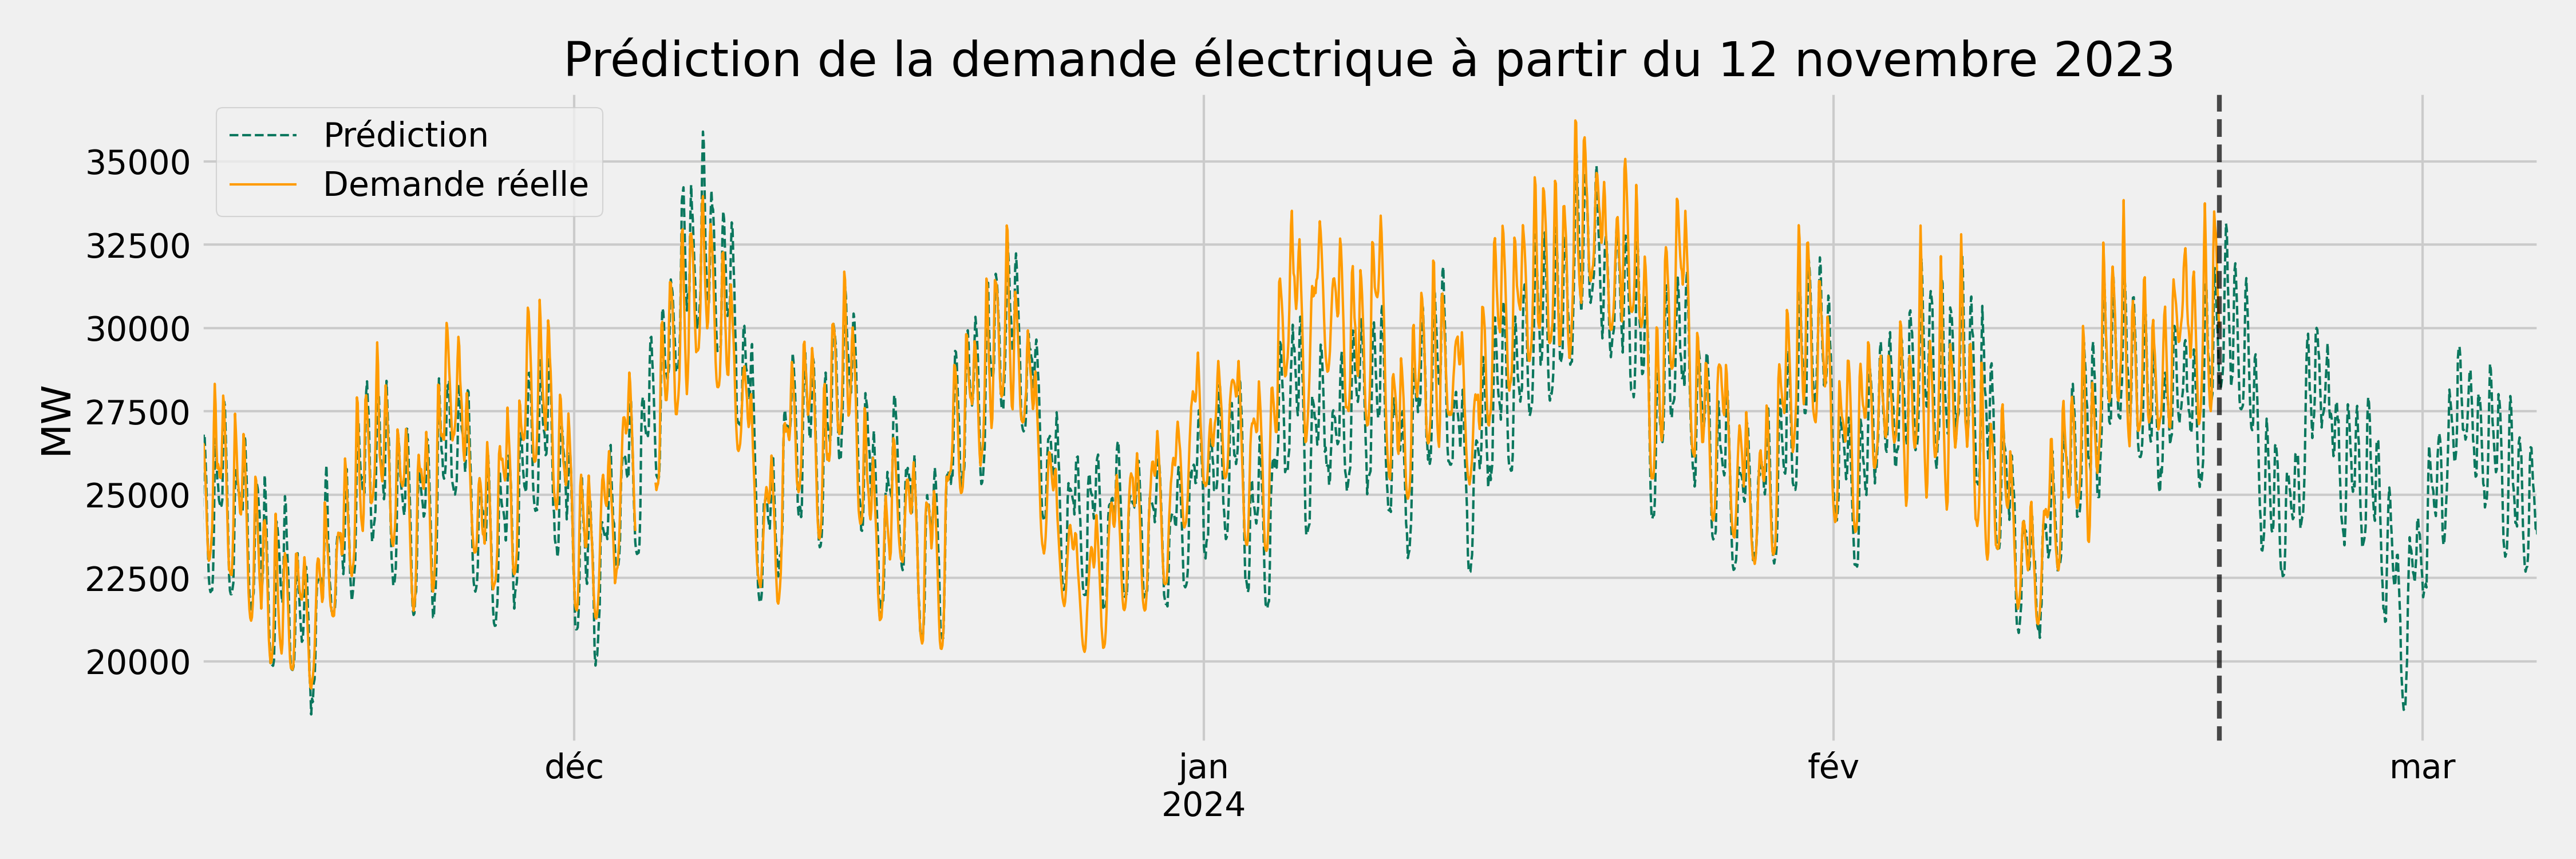 Prédiction de la demande électrique à partir du 12 novembre 2023
Prédiction
Demande réelle
MW
35000
32500
30000
27500
25000
22500
20000
déc
jan
2024
fév
mar